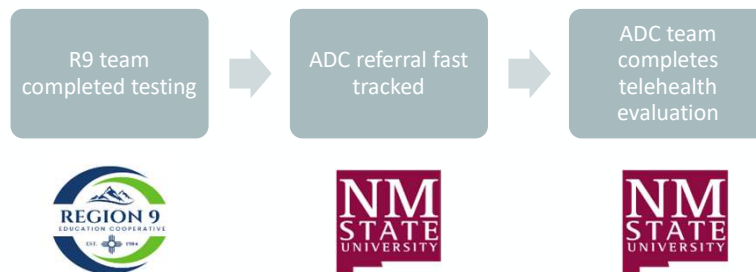 R9 team
completed testing
ADC referral fast
tracked
ADC team
completes
telehealth
evaluation
REGION 9
EDUCATION COOPERATIVE
EST. 1984
NM
STATE
UNIVERSITY
NM
STATE
UNIVERSITY